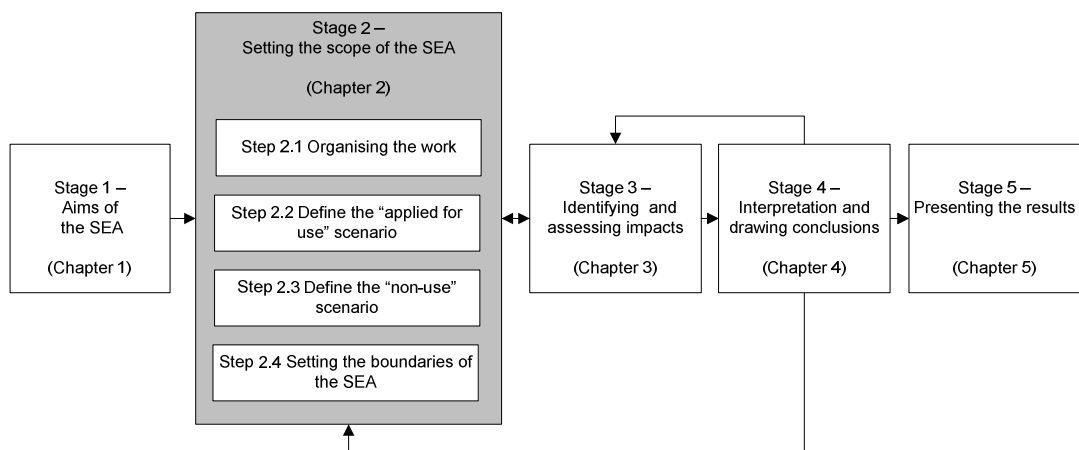 Stage 1 –
Aims of
the SEA
(Chapter 1)
Stage 2 –
Setting the scope of the SEA
(Chapter 2)
Step 2.1 Organising the work
Step 2.2 Define the “applied for
use” scenario
Step 2.3 Define the “non-use”
scenario
Step 2.4 Setting the boundaries of
the SEA
Stage 3 –
Identifying and
assessing impacts
(Chapter 3)
Stage 4 –
Interpretation and
drawing conclusions
(Chapter 4)
Stage 5 –
Presenting the results
(Chapter 5)